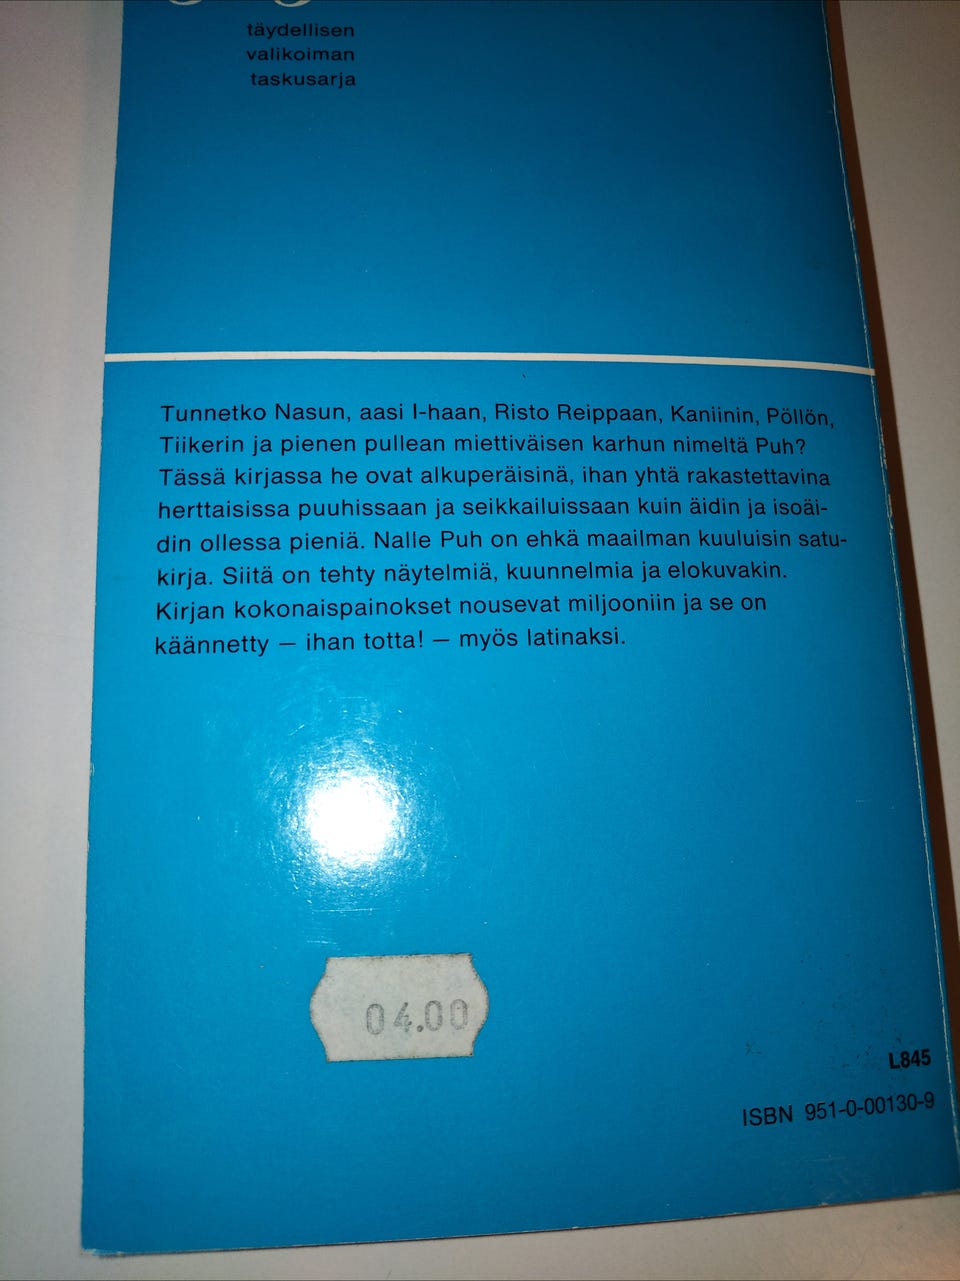 täydellisen
valikoiman
taskusarja
Tunnetko Nasun, aasi I-haan, Risto Reippaan, Kaniinin, Pöllön,
Tiikerin ja pienen pullean miettiväisen karhun nimeltä Puh?
Tässä kirjassa he ovat alkuperäisinä, ihan yhtä rakastettavina
herttaisissa puuhissaan ja seikkailuissaan kuin äidin ja isoäi-
din ollessa pieniä. Nalle Puh on ehkä maailman kuuluisin satu-
kirja. Siitä on tehty näytelmiä, kuunnelmia ja elokuvakin.
Kirjan kokonaispainokset nousevat miljooniin ja se on
käännetty – ihan totta! – myös latinaksi.
04.00
L845
ISBN 951-0-00130-9